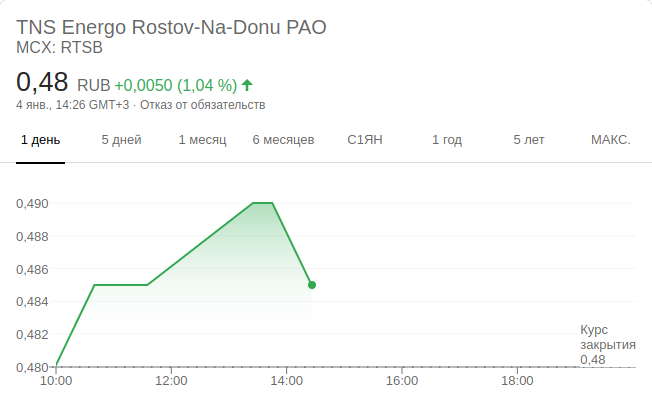 TNS Energo Rostov-Na-Donu PAO
MCX: RTSB
0,48 RUB +0,0050 (1,04 %)
4 янв., 14:26 GMT+3 · Отказ от обязательств
1 день 5 дней 1 месяц 6 месяцев С1ЯН 1 год 5 лет МАКС.
0,490
0,488
0,486
0,484
0,482
0,480
Курс
закрытия
0,48
10:00 12:00 14:00 16:00 18:00